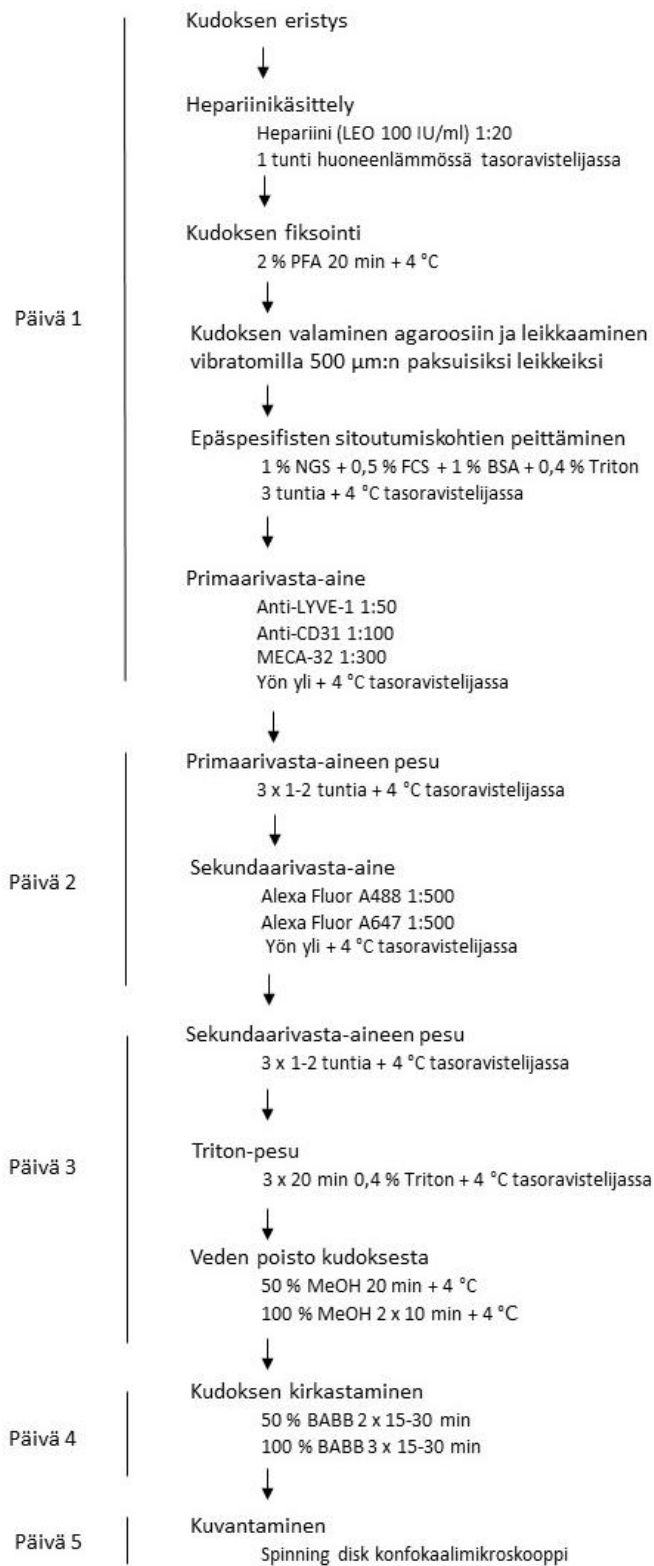 Kudoksen eristys
Hepariinikäsittely
Hepariini (LEO 100 IU/ml) 1:20
1 tunti huoneenlämmössä tasoravistelijassa
Kudoksen fiksointi
2 % PFA 20 min + 4 °C
Päivä 1
Kudoksen valaminen agaroosiin ja leikkaaminen
vibratomilla 500 µm:n paksuisiksi leikkeiksi
Epäspesifisten sitoutumiskohtien peittäminen
1 % NGS + 0,5 % FCS + 1 % BSA + 0,4 % Triton
3 tuntia + 4 °C tasoravistelijassa
Primaarivasta-aine
Anti-LYVE-1 1:50
Anti-CD31 1:100
MECA-32 1:300
Yön yli + 4 °C tasoravistelijassa
Primaarivasta-aineen pesu
3 x 1-2 tuntia + 4 °C tasoravistelijassa
Päivä 2
Sekundaarivasta-aine
Alexa Fluor A488 1:500
Alexa Fluor A647 1:500
Yön yli + 4 °C tasoravistelijassa
Sekundaarivasta-aineen pesu
3 x 1-2 tuntia + 4 °C tasoravistelijassa
Päivä 3
Triton-pesu
3 x 20 min 0,4 % Triton + 4 °C tasoravistelijassa
Veden poisto kudoksesta
50 % MeOH 20 min + 4 °C
100 % MeOH 2 x 10 min + 4 °C
Kudoksen kirkastaminen
50 % BABB 2 x 15-30 min
Päivä 4
100 % BABB 3 x 15-30 min
Kuvantaminen
Päivä 5
Spinning disk konfokaalimikroskooppi